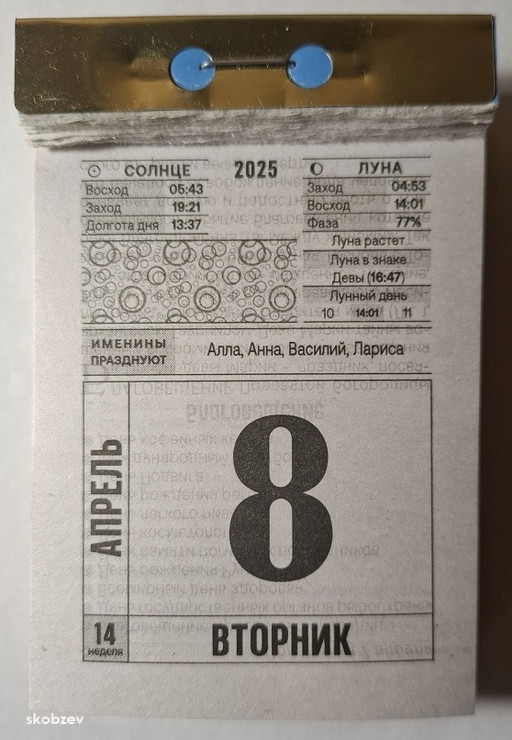 СОЛНЦЕ 2025 ЛУНА
Восход 05:43
Заход 19:21
Долгота дня 13:37
Заход 04:53
Восход 14:01
Фаза 77%
Луна растет
Луна в знаке
Девы (16:47)
Лунный день
10 14:01 11
ИМЕНИНЫ
ПРАЗДНУЮТ
Алла, Анна, Василий, Лариса
АПРЕЛЬ
8
14
неделя
ВТОРНИК
skobzev